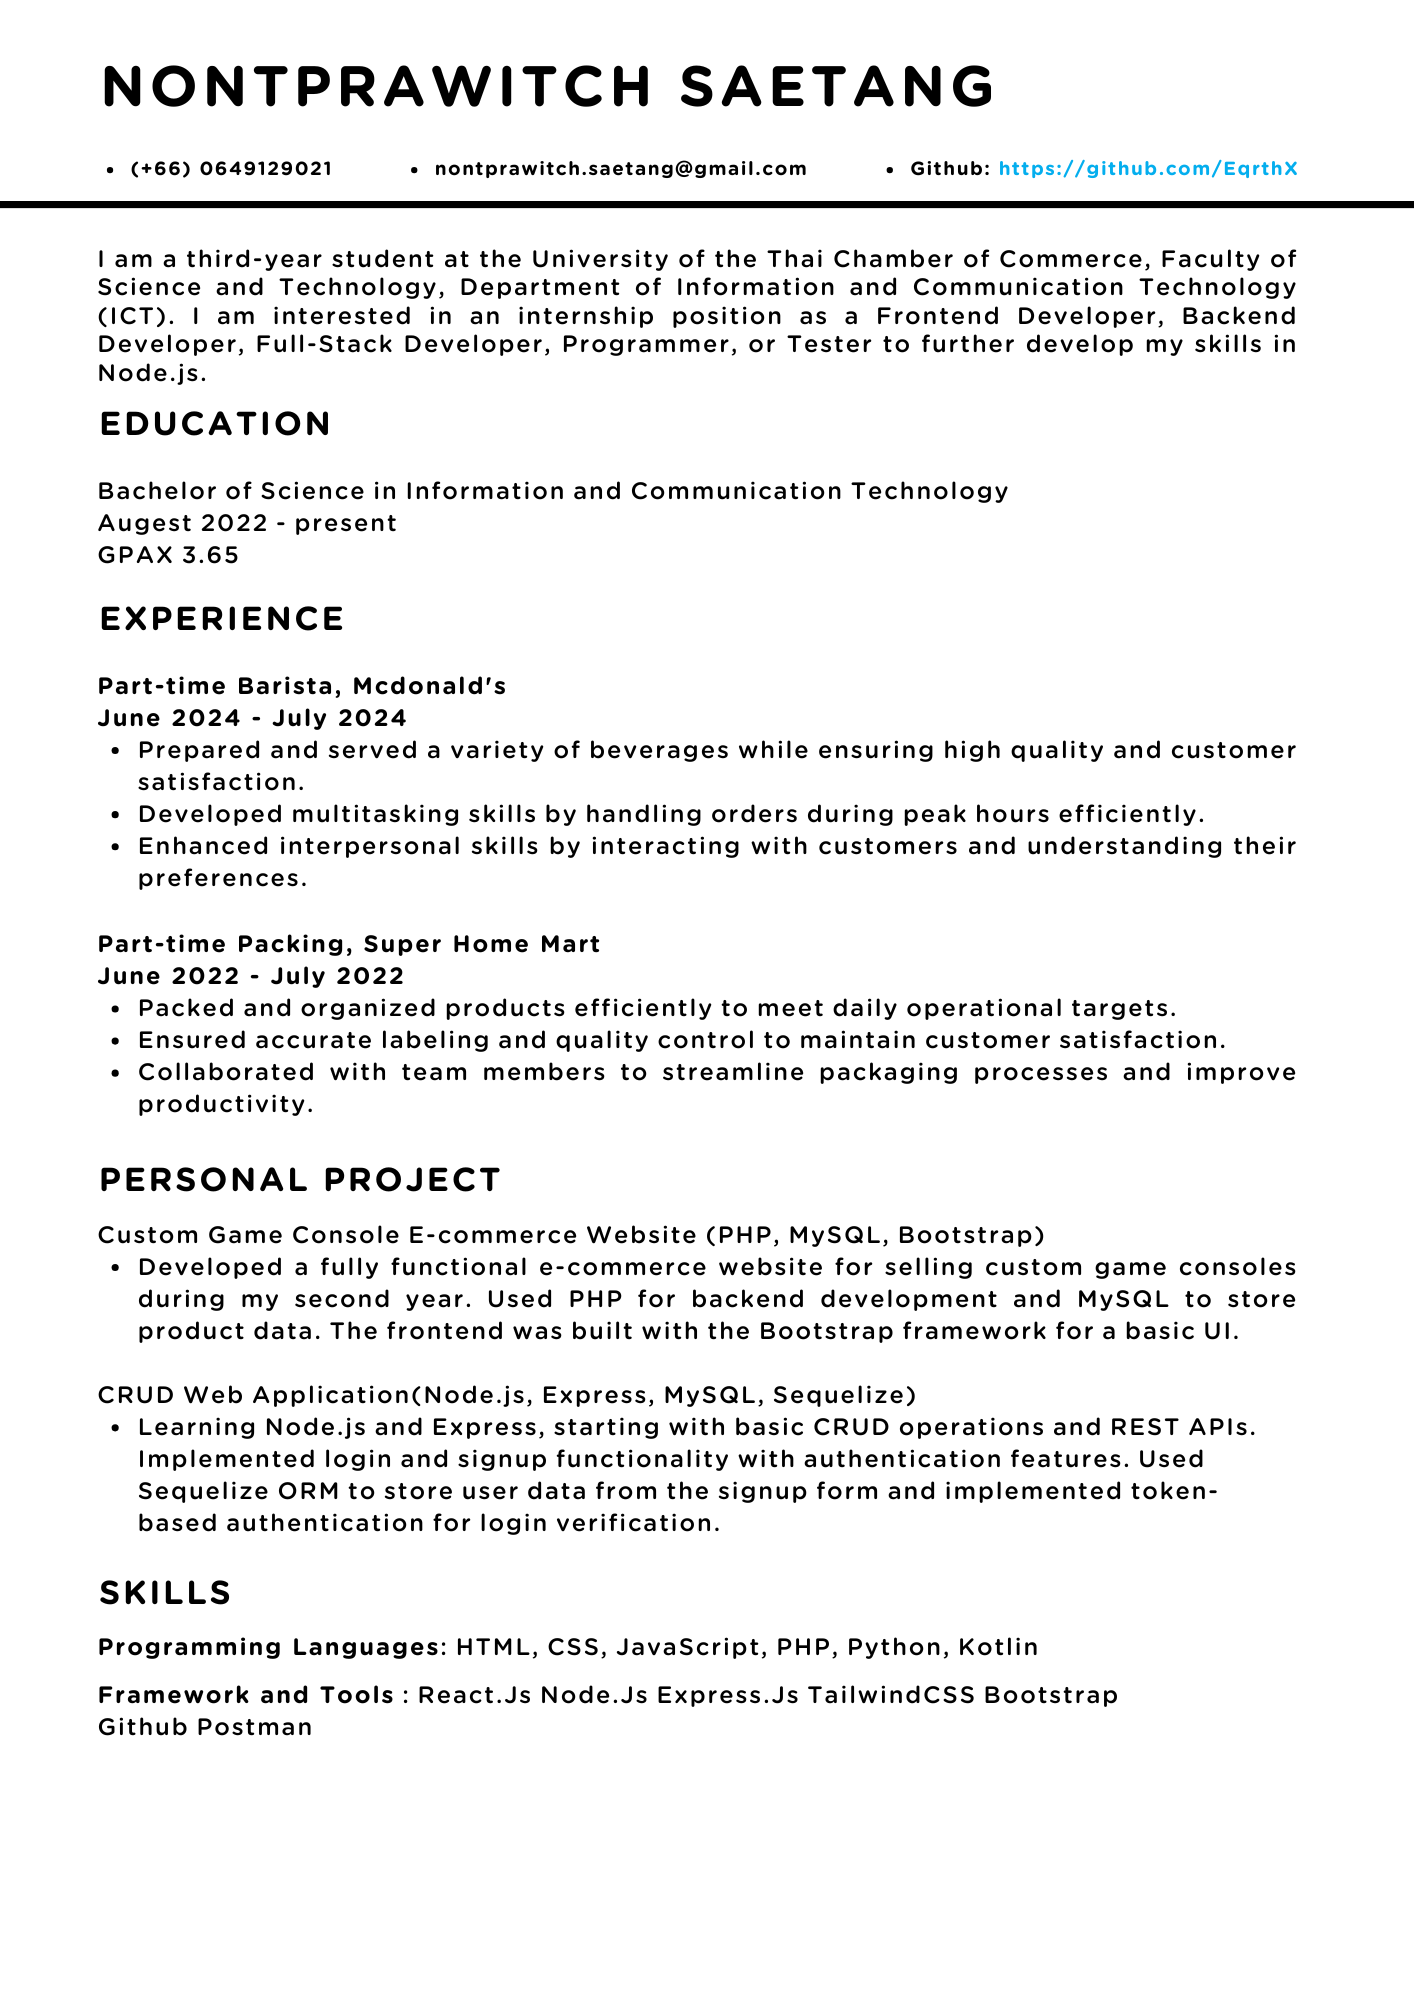 NONTPRAWITCH SAETANG
• (+66) 0649129021 • nontprawitch.saetang@gmail.com • Github: https://github.com/EqrthX
I am a third-year student at the University of the Thai Chamber of Commerce, Faculty of
Science and Technology, Department of Information and Communication Technology
(ICT). I am interested in an internship position as a Frontend Developer, Backend
Developer, Full-Stack Developer, Programmer, or Tester to further develop my skills in
Node.js.
EDUCATION
Bachelor of Science in Information and Communication Technology
Augest 2022 - present
GPAX 3.65
EXPERIENCE
Part-time Barista, Mcdonald's
June 2024 - July 2024
• Prepared and served a variety of beverages while ensuring high quality and customer
satisfaction.
• Developed multitasking skills by handling orders during peak hours efficiently.
• Enhanced interpersonal skills by interacting with customers and understanding their
preferences.
Part-time Packing, Super Home Mart
June 2022 - July 2022
• Packed and organized products efficiently to meet daily operational targets.
• Ensured accurate labeling and quality control to maintain customer satisfaction.
• Collaborated with team members to streamline packaging processes and improve
productivity.
PERSONAL PROJECT
Custom Game Console E-commerce Website (PHP, MySQL, Bootstrap)
• Developed a fully functional e-commerce website for selling custom game consoles
during my second year. Used PHP for backend development and MySQL to store
product data. The frontend was built with the Bootstrap framework for a basic UI.
CRUD Web Application(Node.js, Express, MySQL, Sequelize)
• Learning Node.js and Express, starting with basic CRUD operations and REST APIs.
Implemented login and signup functionality with authentication features. Used
Sequelize ORM to store user data from the signup form and implemented token-
based authentication for login verification.
SKILLS
Programming Languages: HTML, CSS, JavaScript, PHP, Python, Kotlin
Framework and Tools : React.Js Node.Js Express.Js TailwindCSS Bootstrap
Github Postman